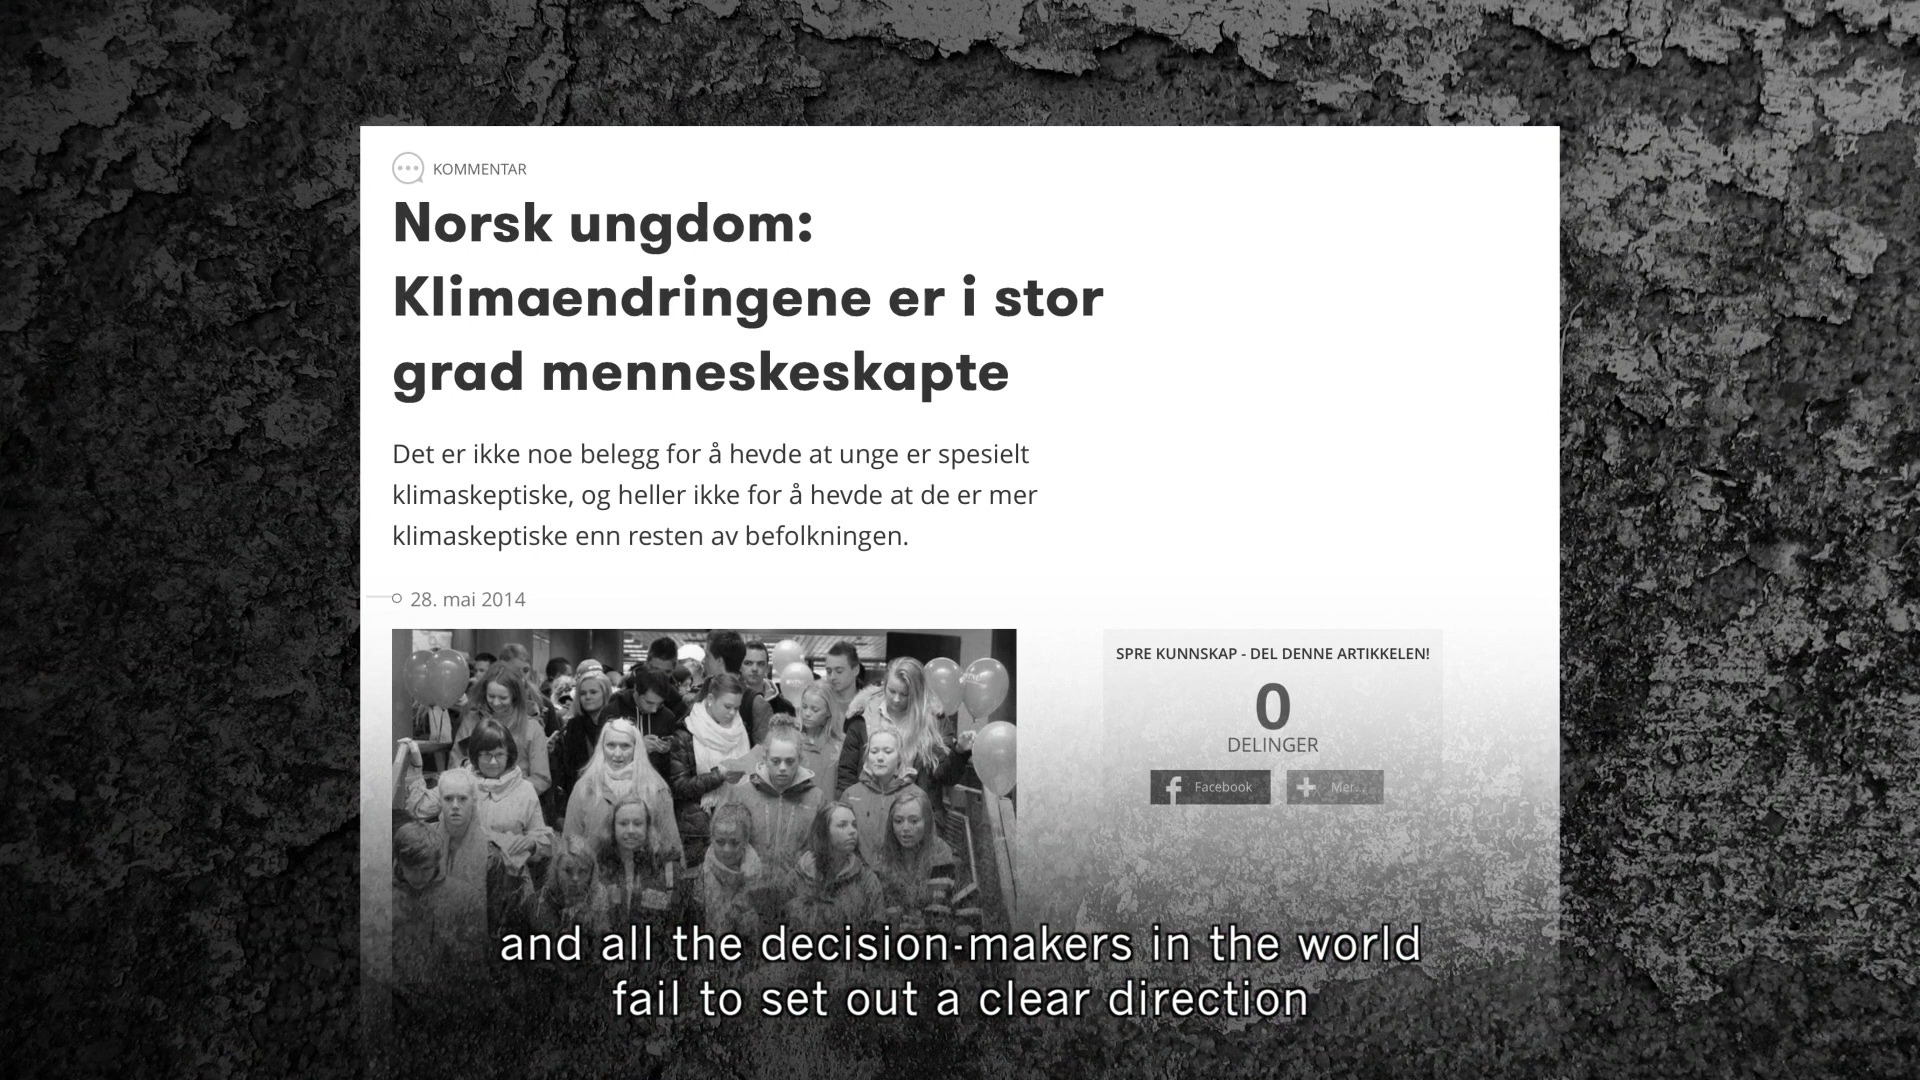 KOMMENTAR
Norsk ungdom:
Klimaendringene er i stor
grad menneskeskapte
Det er ikke noe belegg for å hevde at unge er spesielt
klimaskeptiske, og heller ikke for å hevde at de er mer
klimaskeptiske enn resten av befolkningen.
28. mai 2014
SPRE KUNNSKAP - DEL DENNE ARTIKKELEN!
0
DELINGER
Facebook
Mer...
and all the decision-makers in the world
fail to set out a clear direction